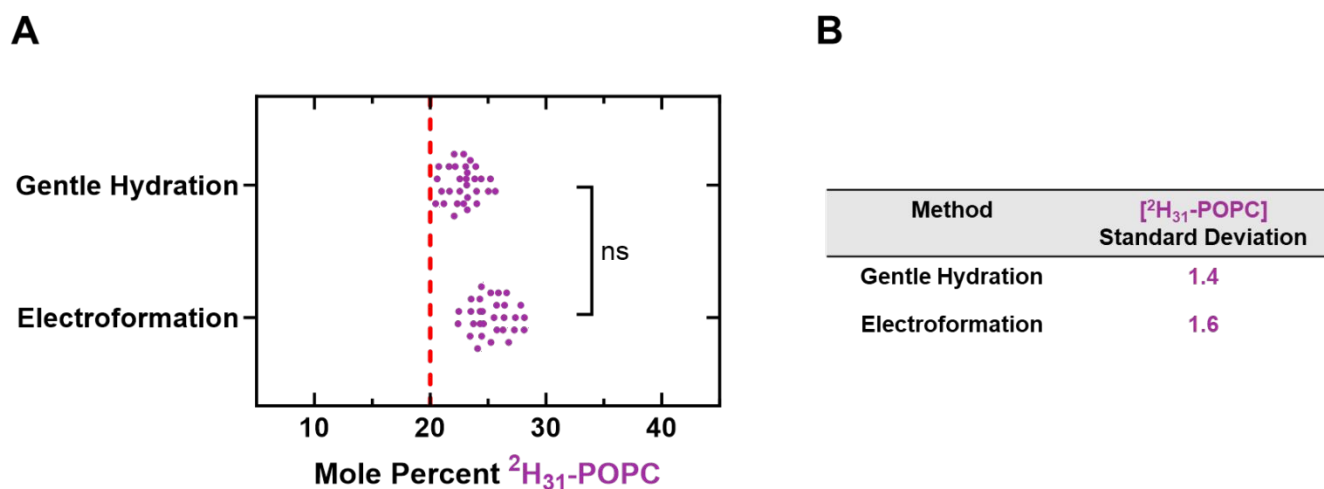 A
B
Gentle Hydration
Electroformation
ns
10 20 30 40
Mole Percent ²H₃₁-POPC
Method [²H₃₁-POPC]
Standard Deviation
Gentle Hydration 1.4
Electroformation 1.6